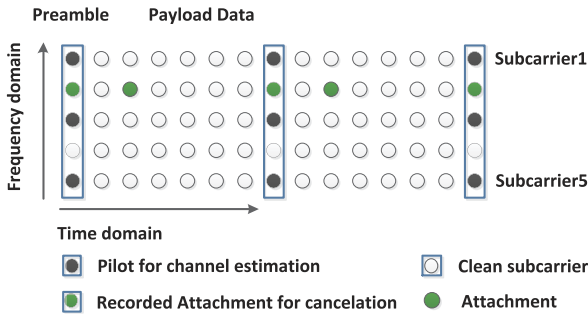 Preamble Payload Data
Frequency domain
Subcarrier1
Subcarrier5
Time domain
Pilot for channel estimation
Clean subcarrier
Recorded Attachment for cancelation
Attachment